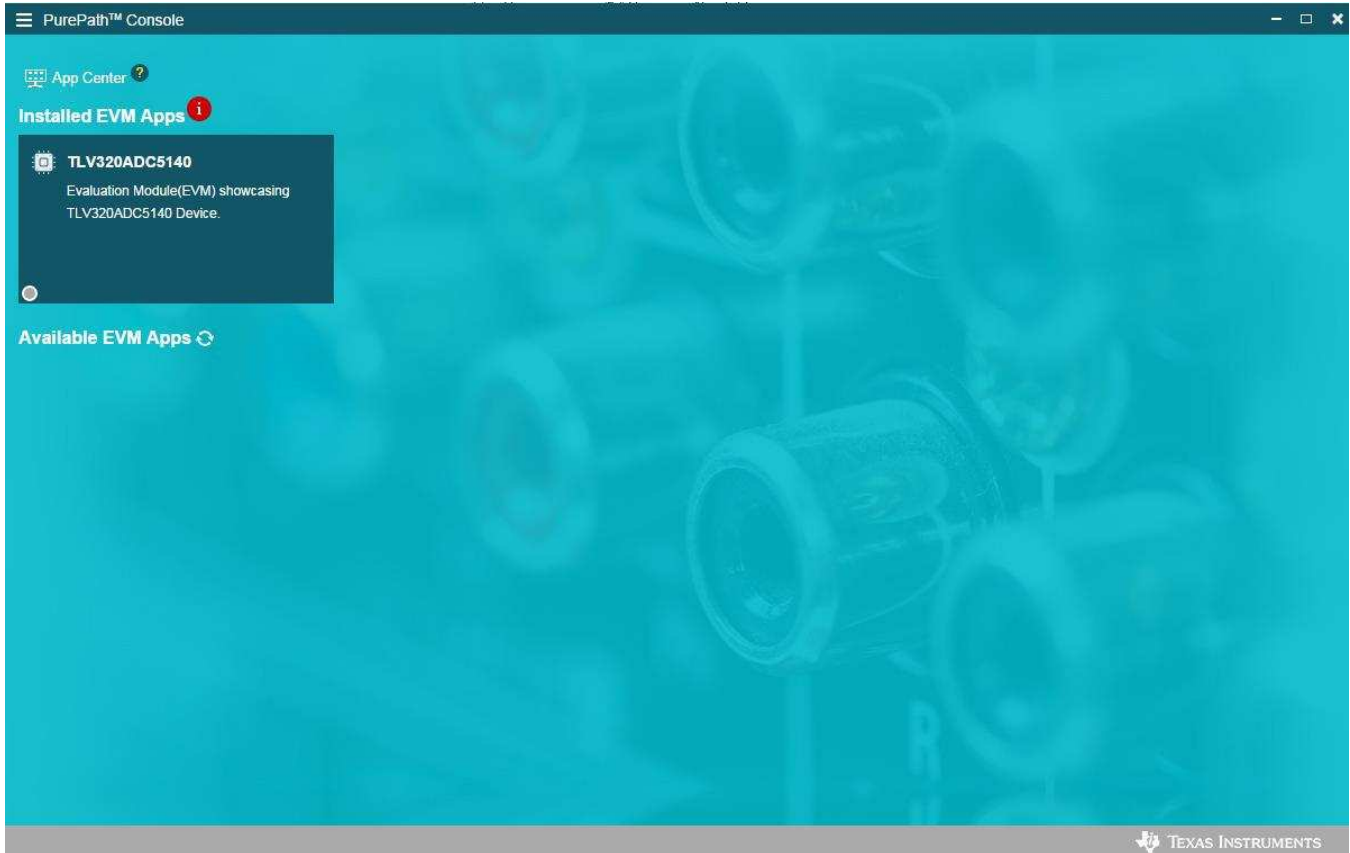 PurePath™ Console
App Center ?
Installed EVM Apps i
TLV320ADC5140
Evaluation Module(EVM) showcasing
TLV320ADC5140 Device.
Available EVM Apps
R
TEXAS INSTRUMENTS